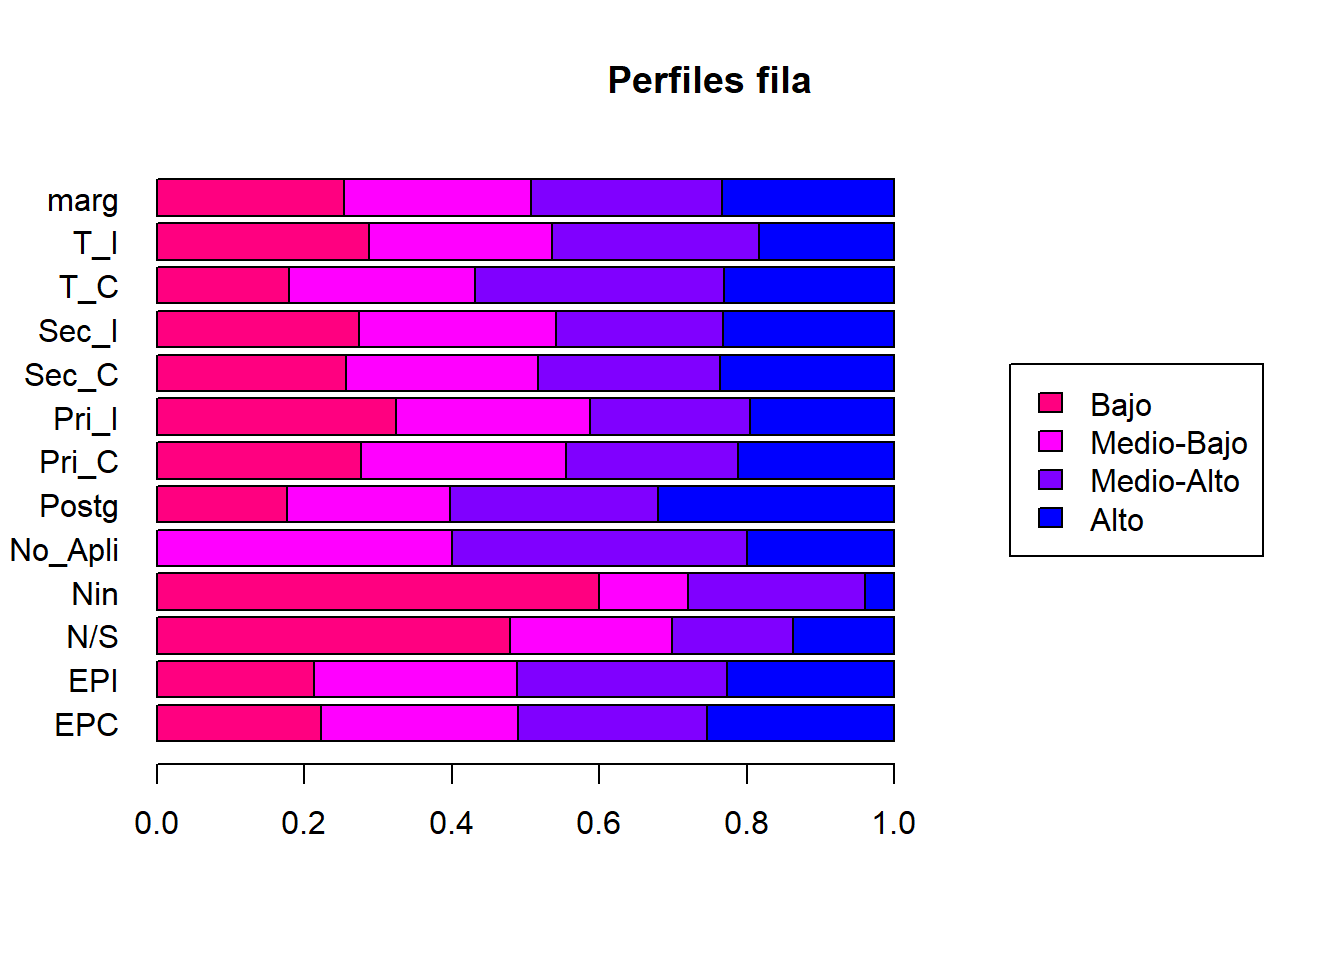 Perfiles fila
marg
T_I
T_C
Sec_I
Sec_C
Pri_I
Pri_C
Postg
No_Apli
Nin
N/S
EPI
EPC
0.0 0.2 0.4 0.6 0.8 1.0
Bajo
Medio-Bajo
Medio-Alto
Alto